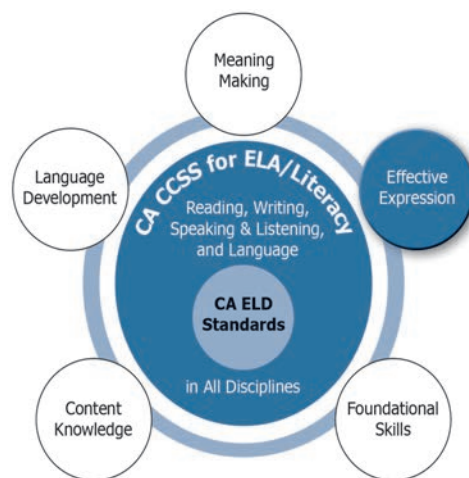 Meaning
Making
Language
Development
Effective
Expression
CA CCSS for ELA/Literacy
Reading, Writing,
Speaking & Listening,
and Language
CA ELD
Standards
in All Disciplines
Content
Knowledge
Foundational
Skills